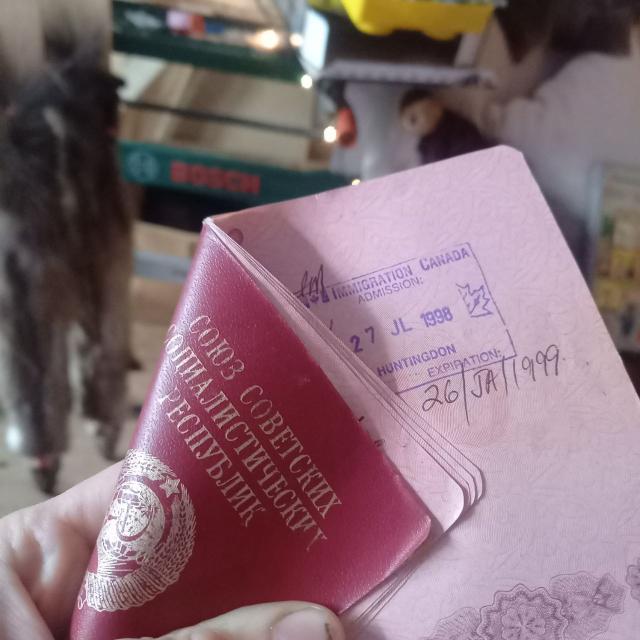 BOSCH
IMMIGRATION CANADA
ADMISSION:
27 JL 1998
HUNTINGDON
EXPIRATION:
26/JA/1999.
СОЮЗ СОВЕТСКИХ
СОЦИАЛИСТИЧЕСКИХ
РЕСПУБЛИК